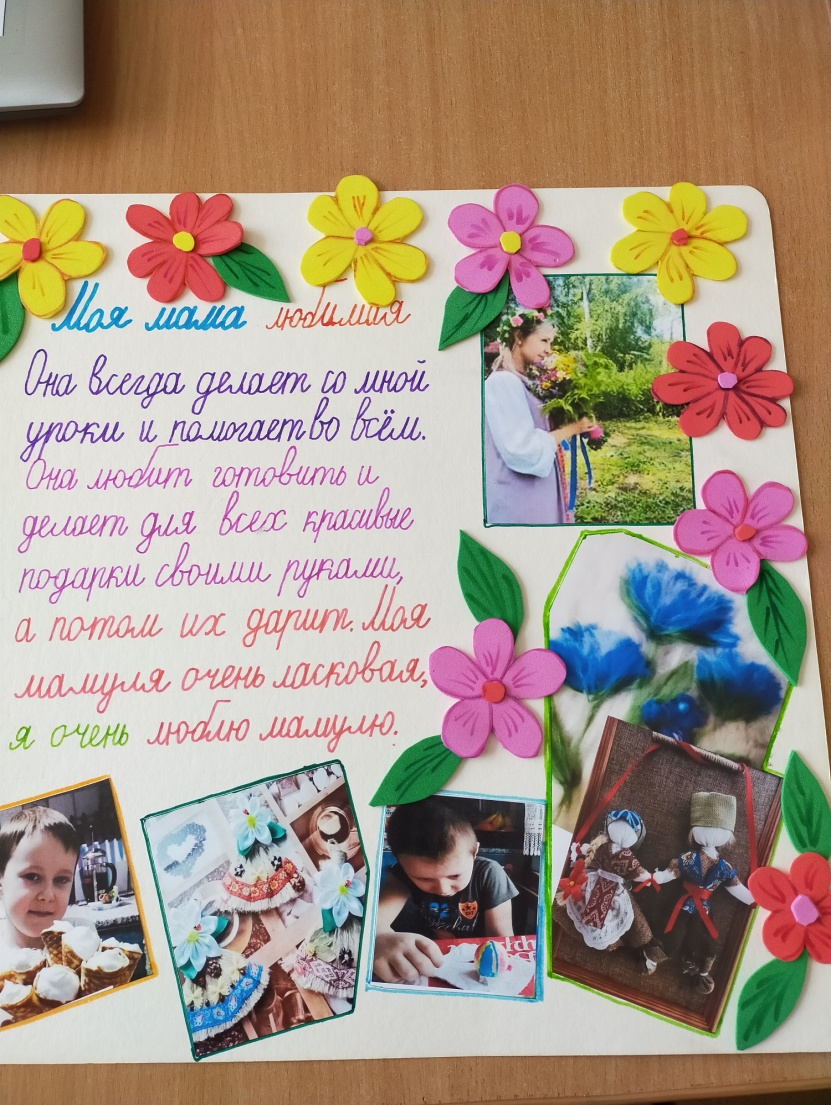 Моя мама любимая
Она всегда делает со мной
уроки и помогает во всём.
Она любит готовить и
делает для всех красивые
подарки своими руками,
а потом их дарит. Моя
мамуля очень ласковая,
я очень люблю мамулю.